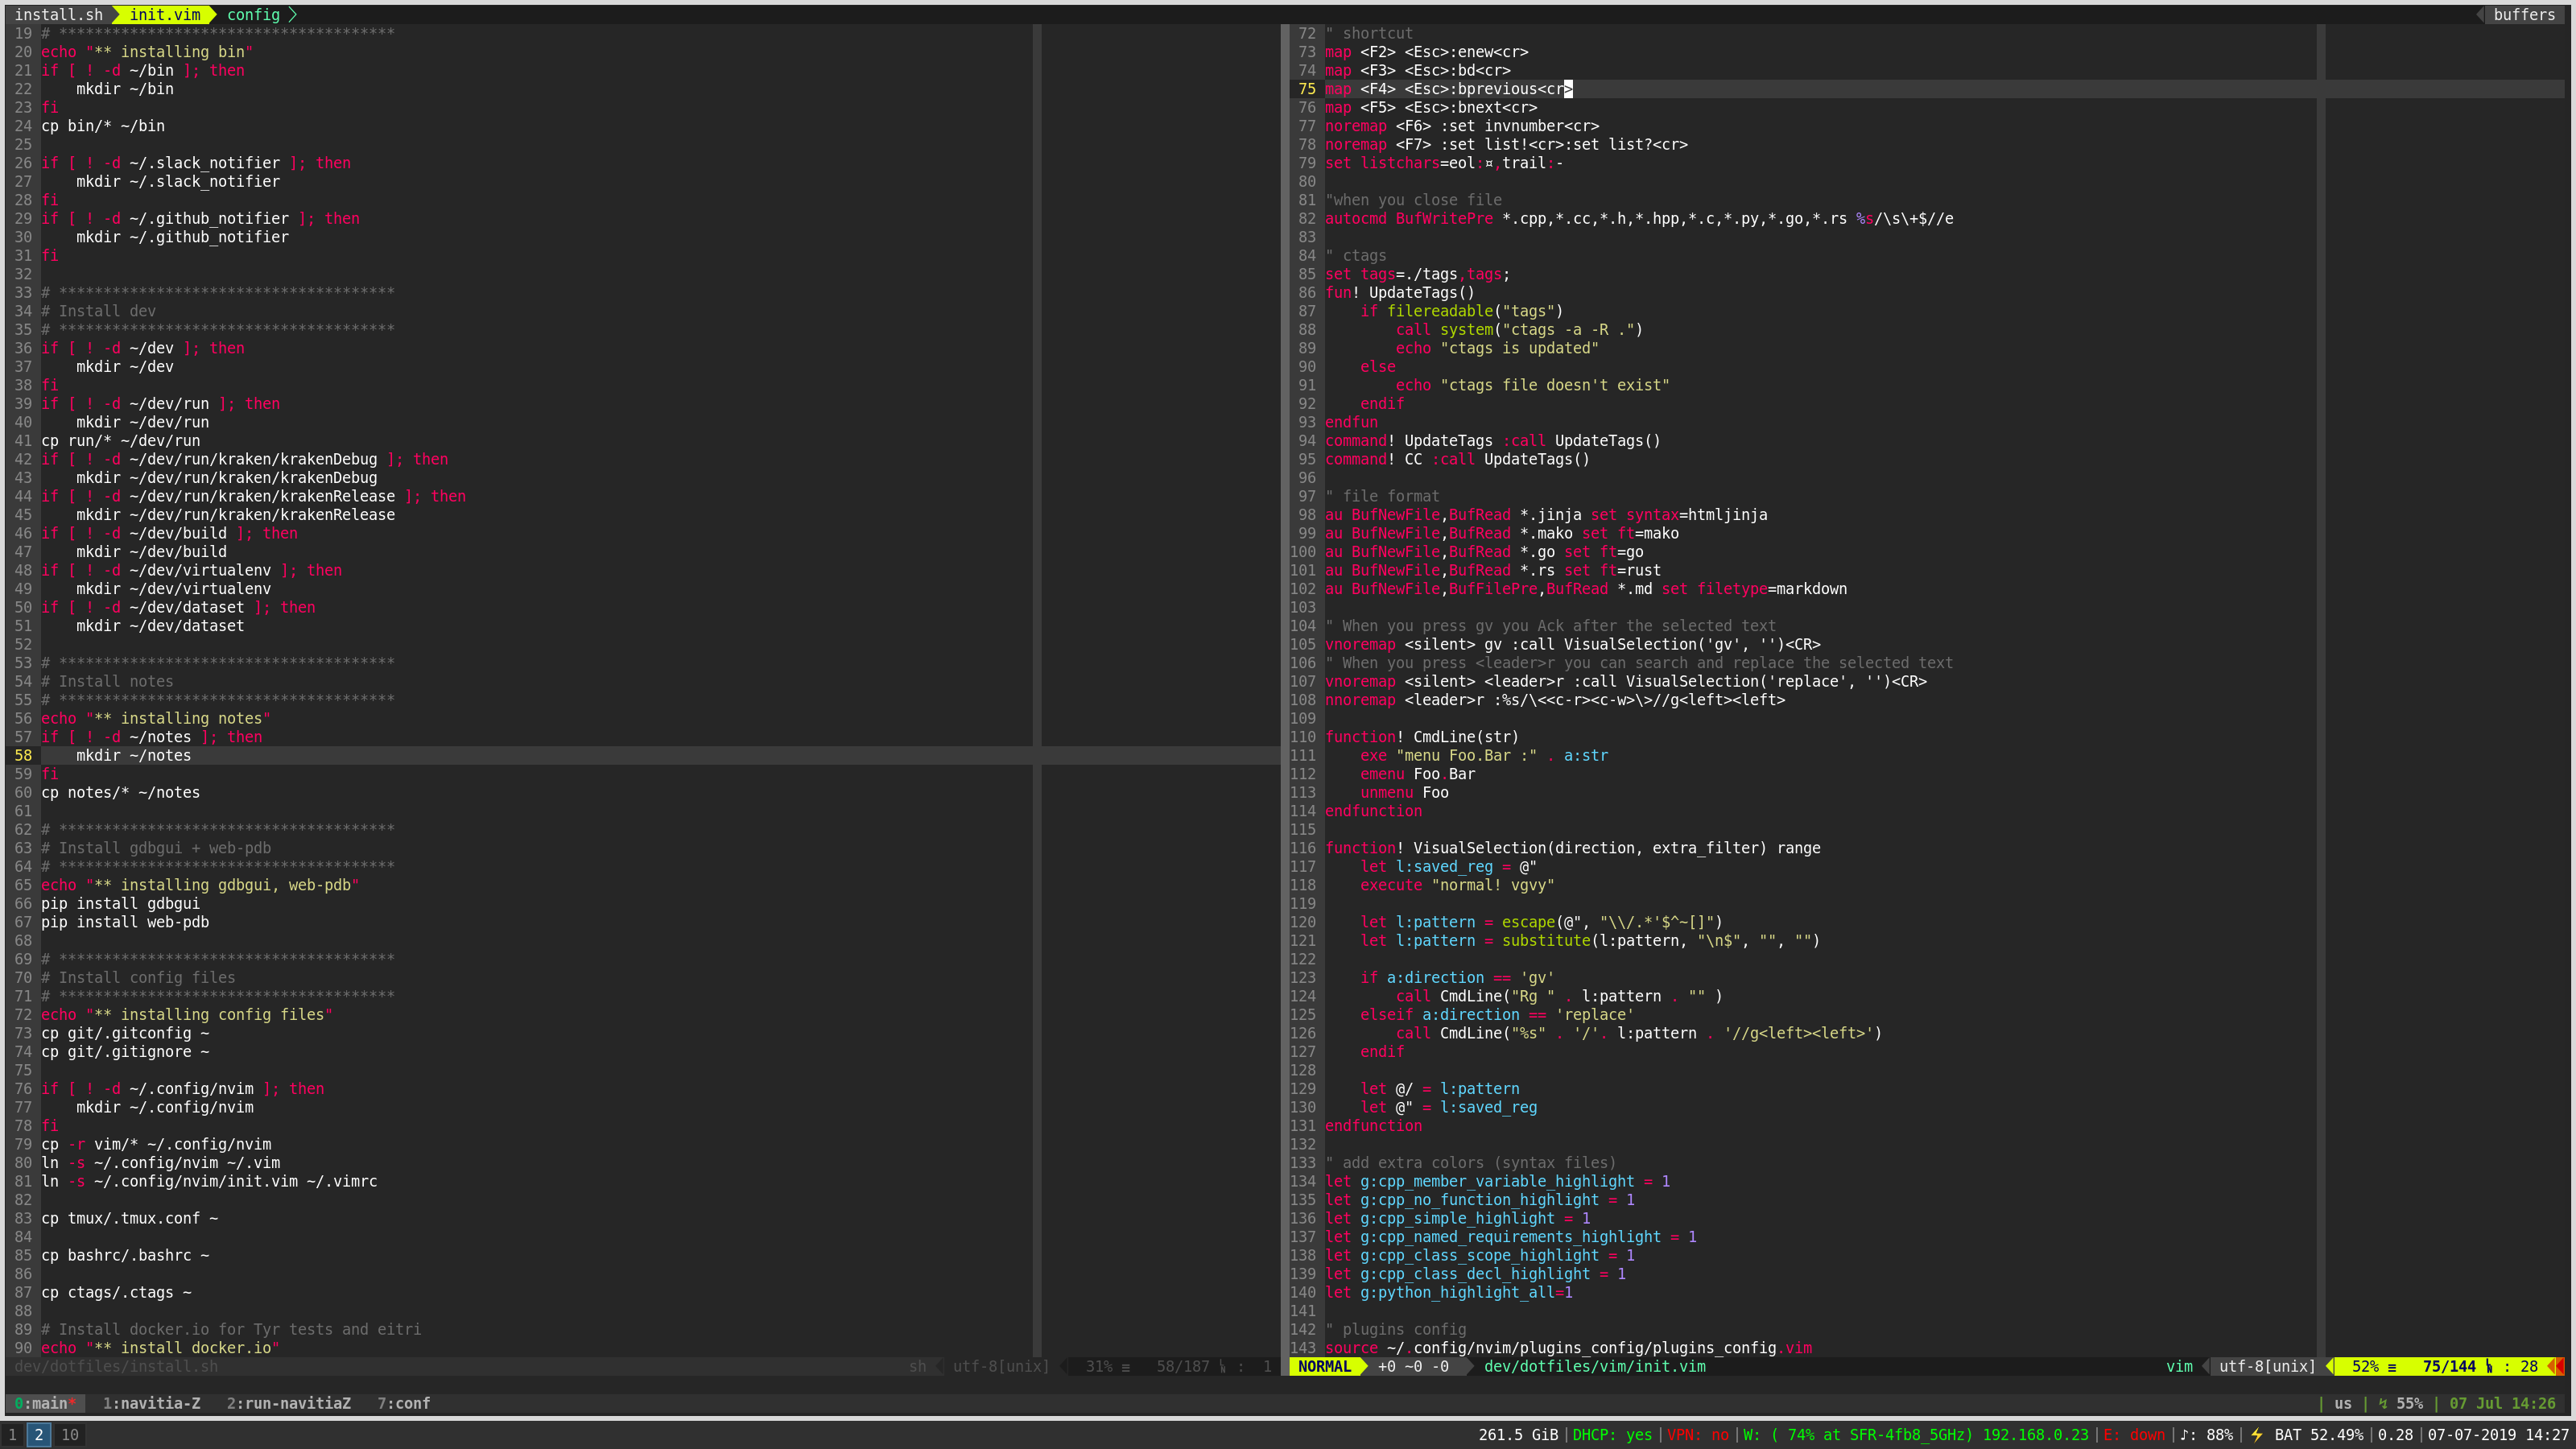 install.sh init.vim config buffers
19 # **************************************
20 echo "** installing bin"
21 if [ ! -d ~/bin ]; then
22     mkdir ~/bin
23 fi
24 cp bin/* ~/bin
25
26 if [ ! -d ~/.slack_notifier ]; then
27     mkdir ~/.slack_notifier
28 fi
29 if [ ! -d ~/.github_notifier ]; then
30     mkdir ~/.github_notifier
31 fi
32
33 # **************************************
34 # Install dev
35 # **************************************
36 if [ ! -d ~/dev ]; then
37     mkdir ~/dev
38 fi
39 if [ ! -d ~/dev/run ]; then
40     mkdir ~/dev/run
41 cp run/* ~/dev/run
42 if [ ! -d ~/dev/run/kraken/krakenDebug ]; then
43     mkdir ~/dev/run/kraken/krakenDebug
44 if [ ! -d ~/dev/run/kraken/krakenRelease ]; then
45     mkdir ~/dev/run/kraken/krakenRelease
46 if [ ! -d ~/dev/build ]; then
47     mkdir ~/dev/build
48 if [ ! -d ~/dev/virtualenv ]; then
49     mkdir ~/dev/virtualenv
50 if [ ! -d ~/dev/dataset ]; then
51     mkdir ~/dev/dataset
52
53 # **************************************
54 # Install notes
55 # **************************************
56 echo "** installing notes"
57 if [ ! -d ~/notes ]; then
58     mkdir ~/notes
59 fi
60 cp notes/* ~/notes
61
62 # **************************************
63 # Install gdbgui + web-pdb
64 # **************************************
65 echo "** installing gdbgui, web-pdb"
66 pip install gdbgui
67 pip install web-pdb
68
69 # **************************************
70 # Install config files
71 # **************************************
72 echo "** installing config files"
73 cp git/.gitconfig ~
74 cp git/.gitignore ~
75
76 if [ ! -d ~/.config/nvim ]; then
77     mkdir ~/.config/nvim
78 fi
79 cp -r vim/* ~/.config/nvim
80 ln -s ~/.config/nvim ~/.vim
81 ln -s ~/.config/nvim/init.vim ~/.vimrc
82
83 cp tmux/.tmux.conf ~
84
85 cp bashrc/.bashrc ~
86
87 cp ctags/.ctags ~
88
89 # Install docker.io for Tyr tests and eitri
90 echo "** install docker.io"
dev/dotfiles/install.sh sh utf-8[unix] 31% ≡ 58/187 ㏑ : 1
72 " shortcut
73 map <F2> <Esc>:enew<cr>
74 map <F3> <Esc>:bd<cr>
75 map <F4> <Esc>:bprevious<cr>
76 map <F5> <Esc>:bnext<cr>
77 noremap <F6> :set invnumber<cr>
78 noremap <F7> :set list!<cr>:set list?<cr>
79 set listchars=eol:¤,trail:-
80
81 "when you close file
82 autocmd BufWritePre *.cpp,*.cc,*.h,*.hpp,*.c,*.py,*.go,*.rs %s/\s\+$//e
83
84 " ctags
85 set tags=./tags,tags;
86 fun! UpdateTags()
87     if filereadable("tags")
88         call system("ctags -a -R .")
89         echo "ctags is updated"
90     else
91         echo "ctags file doesn't exist"
92     endif
93 endfun
94 command! UpdateTags :call UpdateTags()
95 command! CC :call UpdateTags()
96
97 " file format
98 au BufNewFile,BufRead *.jinja set syntax=htmljinja
99 au BufNewFile,BufRead *.mako set ft=mako
100 au BufNewFile,BufRead *.go set ft=go
101 au BufNewFile,BufRead *.rs set ft=rust
102 au BufNewFile,BufFilePre,BufRead *.md set filetype=markdown
103
104 " When you press gv you Ack after the selected text
105 vnoremap <silent> gv :call VisualSelection('gv', '')<CR>
106 " When you press <leader>r you can search and replace the selected text
107 vnoremap <silent> <leader>r :call VisualSelection('replace', '')<CR>
108 nnoremap <leader>r :%s/\<<c-r><c-w>\>//g<left><left>
109
110 function! CmdLine(str)
111     exe "menu Foo.Bar :" . a:str
112     emenu Foo.Bar
113     unmenu Foo
114 endfunction
115
116 function! VisualSelection(direction, extra_filter) range
117     let l:saved_reg = @"
118     execute "normal! vgvy"
119
120     let l:pattern = escape(@", "\\/.*'$^~[]")
121     let l:pattern = substitute(l:pattern, "\n$", "", "")
122
123     if a:direction == 'gv'
124         call CmdLine("Rg " . l:pattern . "" )
125     elseif a:direction == 'replace'
126         call CmdLine("%s" . '/'. l:pattern . '//g<left><left>')
127     endif
128
129     let @/ = l:pattern
130     let @" = l:saved_reg
131 endfunction
132
133 " add extra colors (syntax files)
134 let g:cpp_member_variable_highlight = 1
135 let g:cpp_no_function_highlight = 1
136 let g:cpp_simple_highlight = 1
137 let g:cpp_named_requirements_highlight = 1
138 let g:cpp_class_scope_highlight = 1
139 let g:cpp_class_decl_highlight = 1
140 let g:python_highlight_all=1
141
142 " plugins config
143 source ~/.config/nvim/plugins_config/plugins_config.vim
NORMAL +0 ~0 -0 dev/dotfiles/vim/init.vim vim utf-8[unix] 52% ≡ 75/144 ㏑ : 28
0:main* 1:navitia-Z 2:run-navitiaZ 7:conf | us | ↯ 55% | 07 Jul 14:26
1 2 10 261.5 GiB | DHCP: yes | VPN: no | W: ( 74% at SFR-4fb8_5GHz) 192.168.0.23 | E: down | ♪: 88% | ⚡ BAT 52.49% | 0.28 | 07-07-2019 14:27